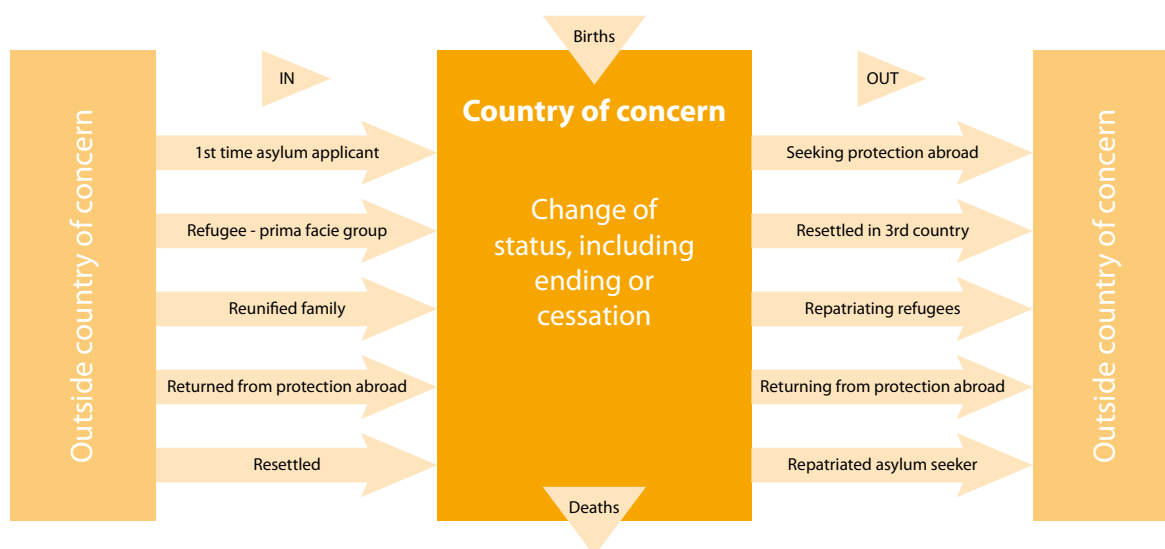 Births
IN
OUT
Outside country of concern
Country of concern
Outside country of concern
1st time asylum applicant
Seeking protection abroad
Refugee - prima facie group
Change of
status, including
ending or
cessation
Resettled in 3rd country
Reunified family
Repatriating refugees
Returned from protection abroad
Returning from protection abroad
Resettled
Repatriated asylum seeker
Deaths